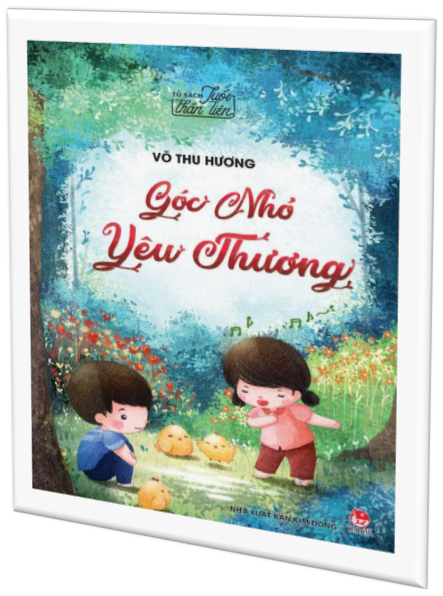 TỦ SÁCH Tuổi
thần tiên
VÕ THU HƯƠNG
Góc Nhỏ
Yêu Thương
NHÀ XUẤT BẢN KIM ĐỒNG